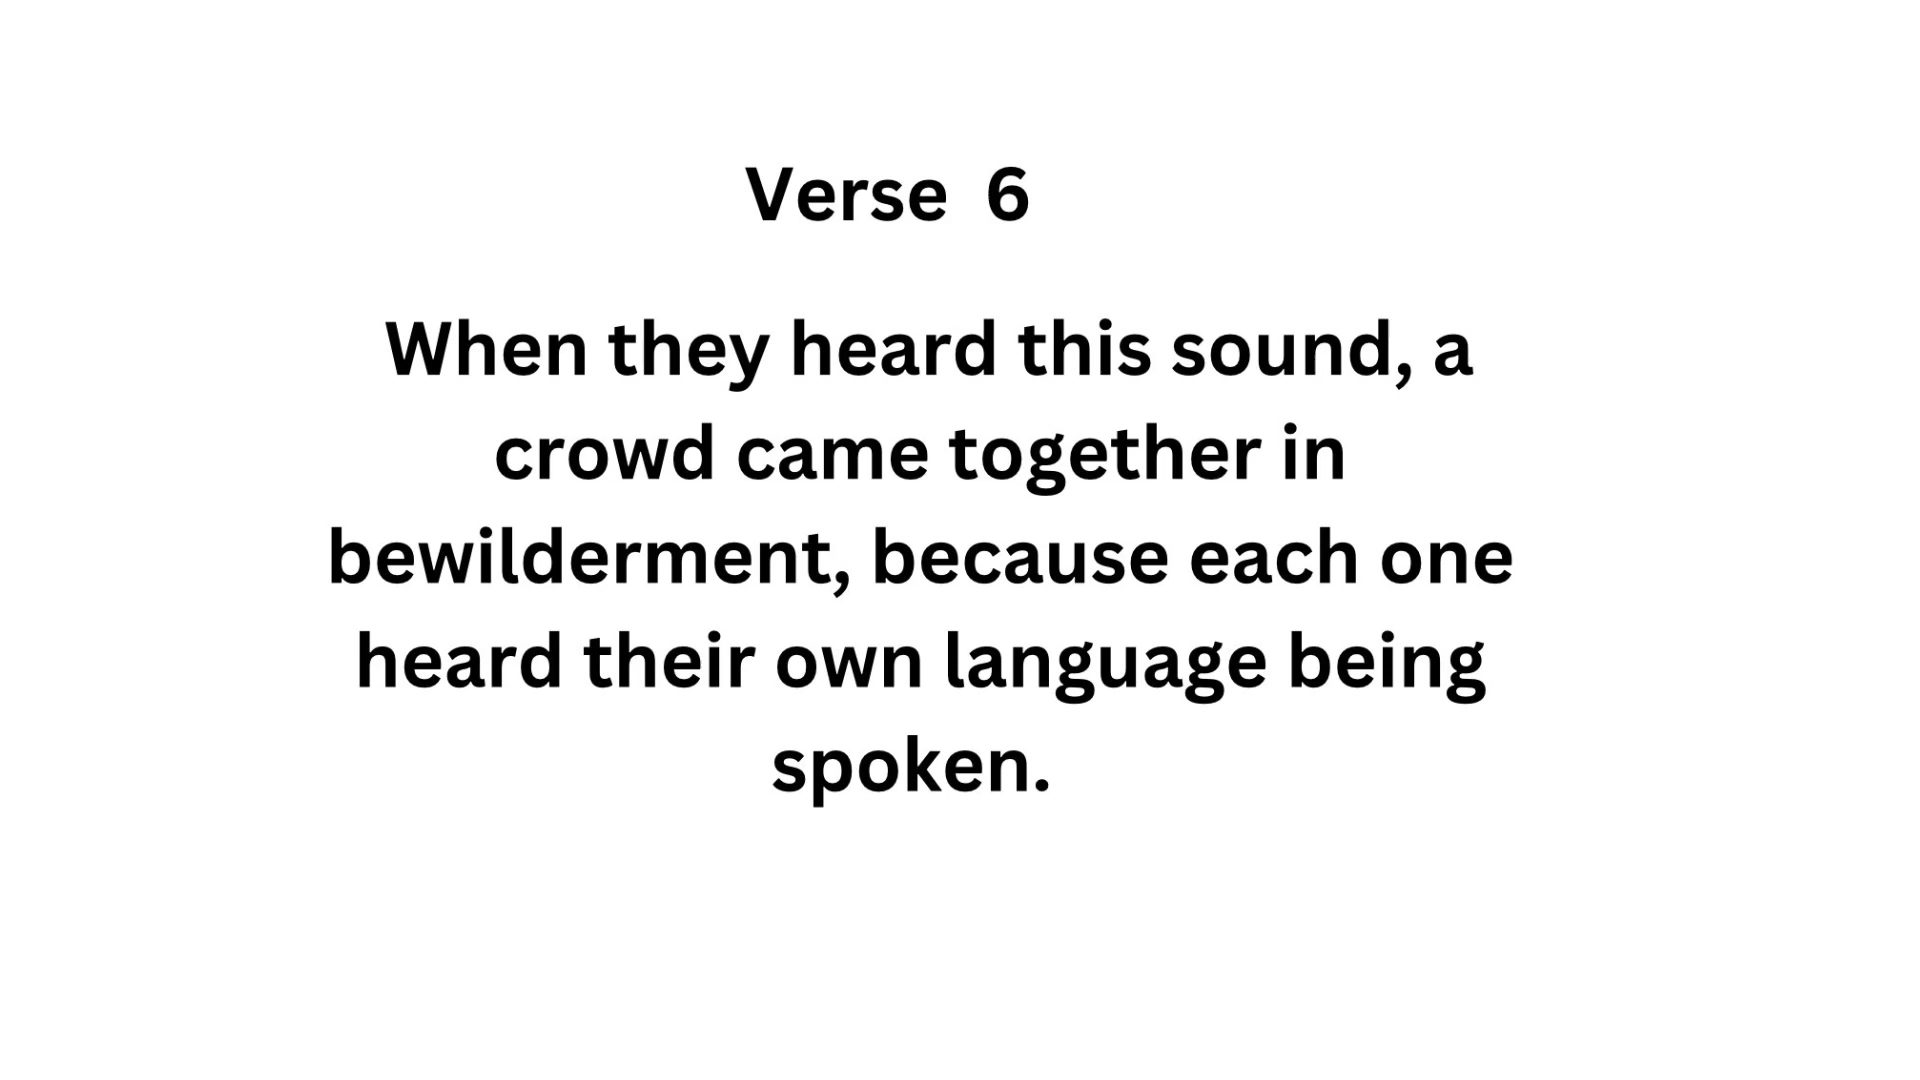 Verse  6
When they heard this sound, a
crowd came together in
bewilderment, because each one
heard their own language being
spoken.